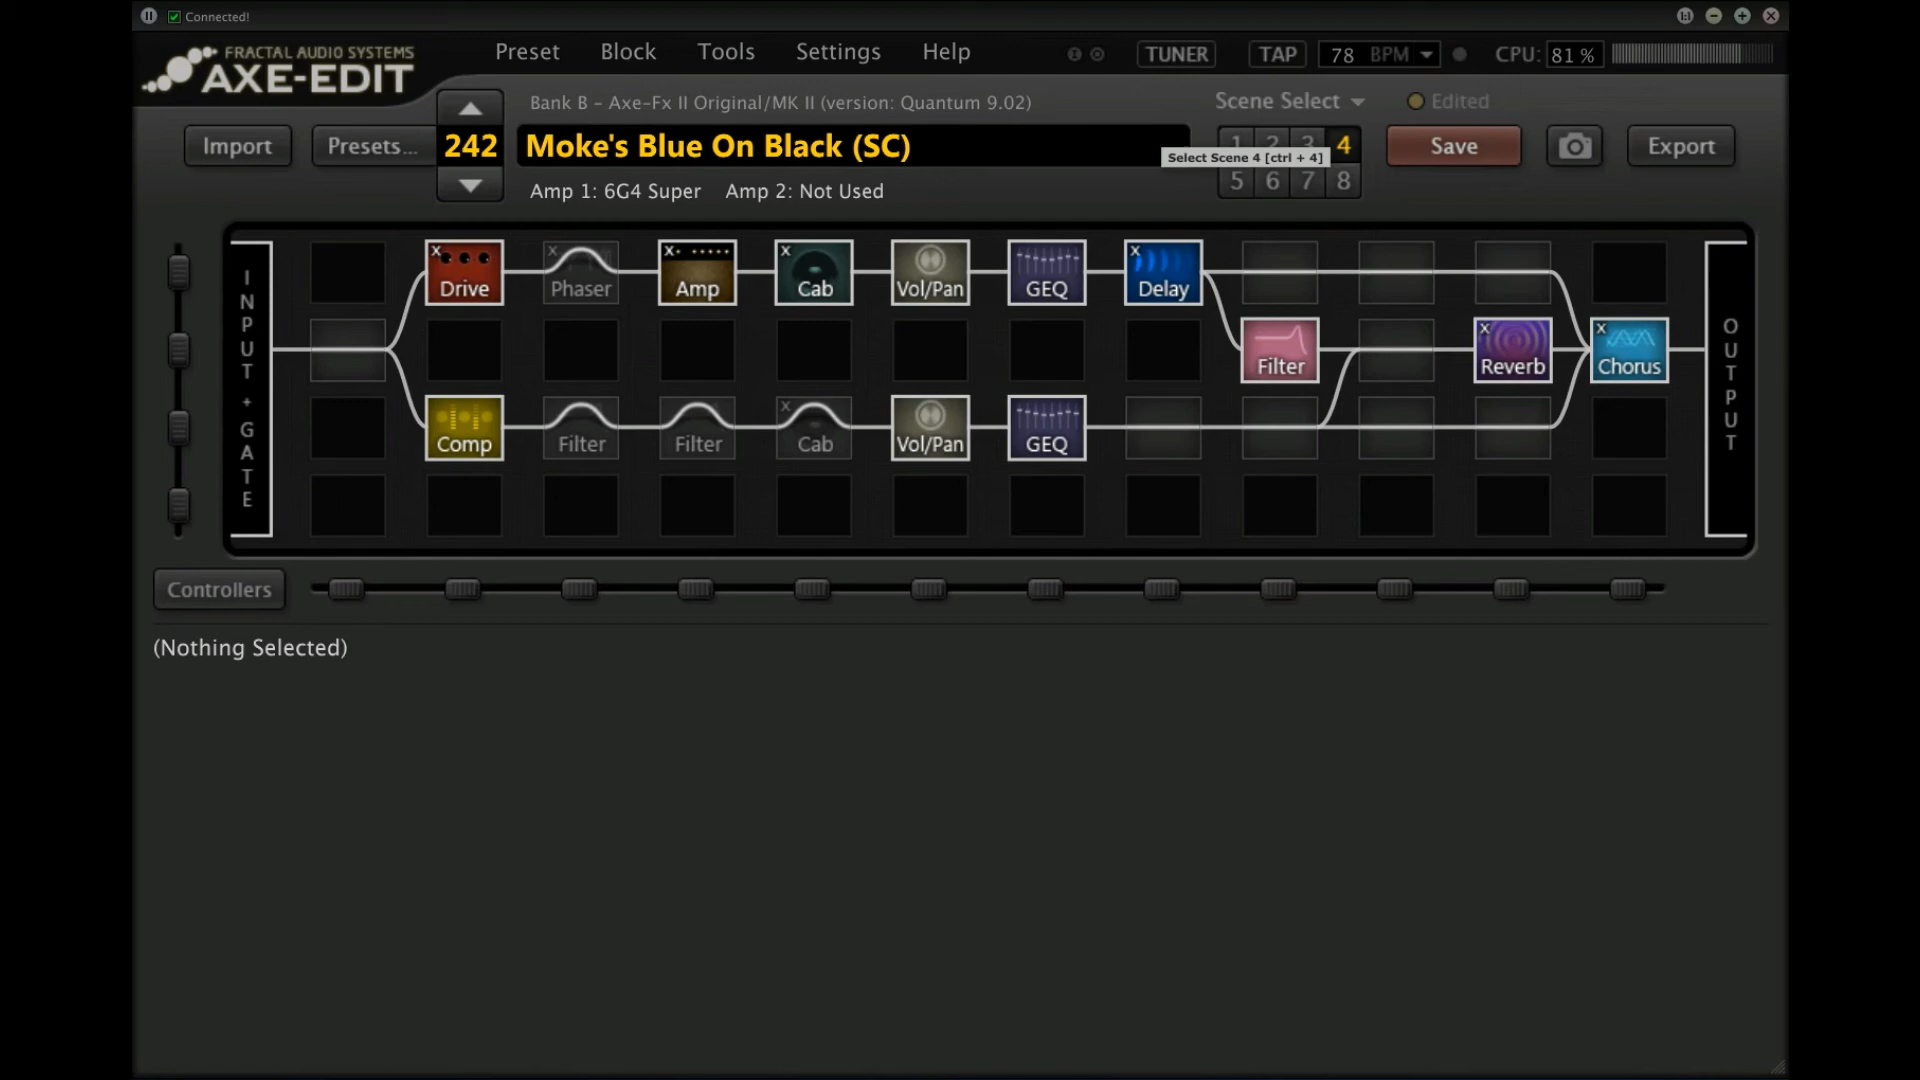 Connected!
FRACTAL AUDIO SYSTEMS
AXE-EDIT
Preset Block Tools Settings Help
TUNER TAP 78 BPM CPU: 81 %
Bank B - Axe-Fx II Original/MK II (version: Quantum 9.02)
Scene Select Edited
Import Presets... 242 Moke's Blue On Black (SC) 1 2 3 4 Save Export
Select Scene 4 [ctrl + 4]
5 6 7 8
Amp 1: 6G4 Super Amp 2: Not Used
INPUT + GATE
X Drive X Phaser X Amp X Cab Vol/Pan GEQ X Delay
Filter X Reverb X Chorus
Comp Filter Filter X Cab Vol/Pan GEQ
OUTPUT
Controllers
(Nothing Selected)